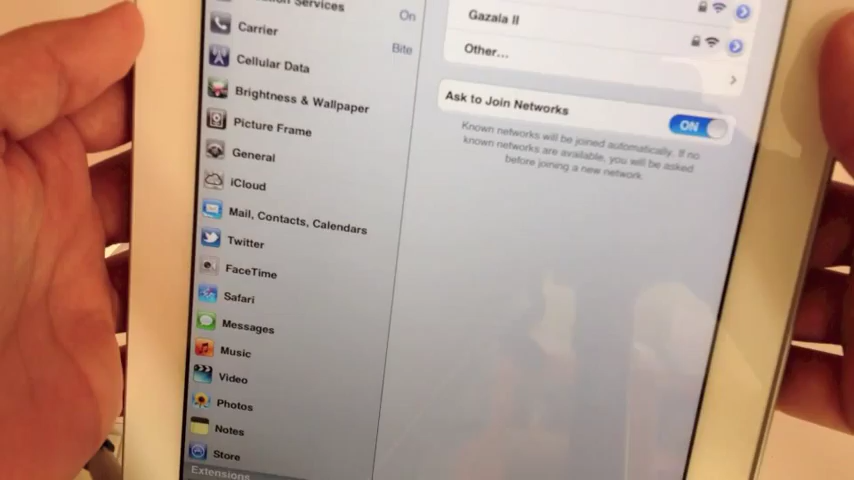 Services
On
Carrier
Bite
Cellular Data
Brightness & Wallpaper
Picture Frame
General
iCloud
Mail, Contacts, Calendars
Twitter
FaceTime
Safari
Messages
Music
Video
Photos
Notes
Store
Extensions
Gazala II
Other...
Ask to Join Networks
ON
Known networks will be joined automatically. If no
known networks are available, you will be asked
before joining a new network.